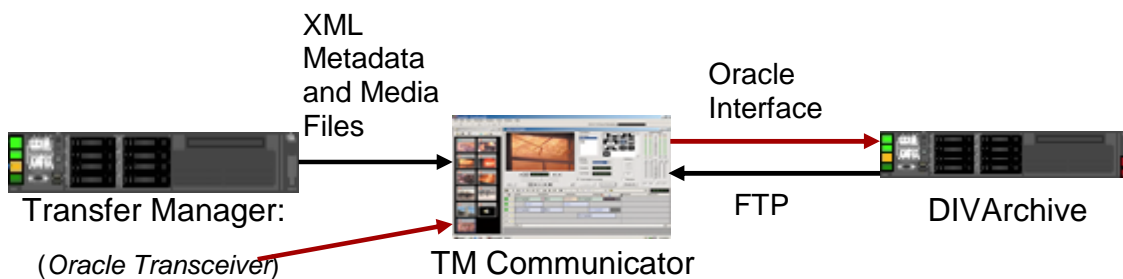 XML
Metadata
and Media
Files
Oracle
Interface
FTP
Transfer Manager:
(Oracle Transceiver)
TM Communicator
DIVArchive